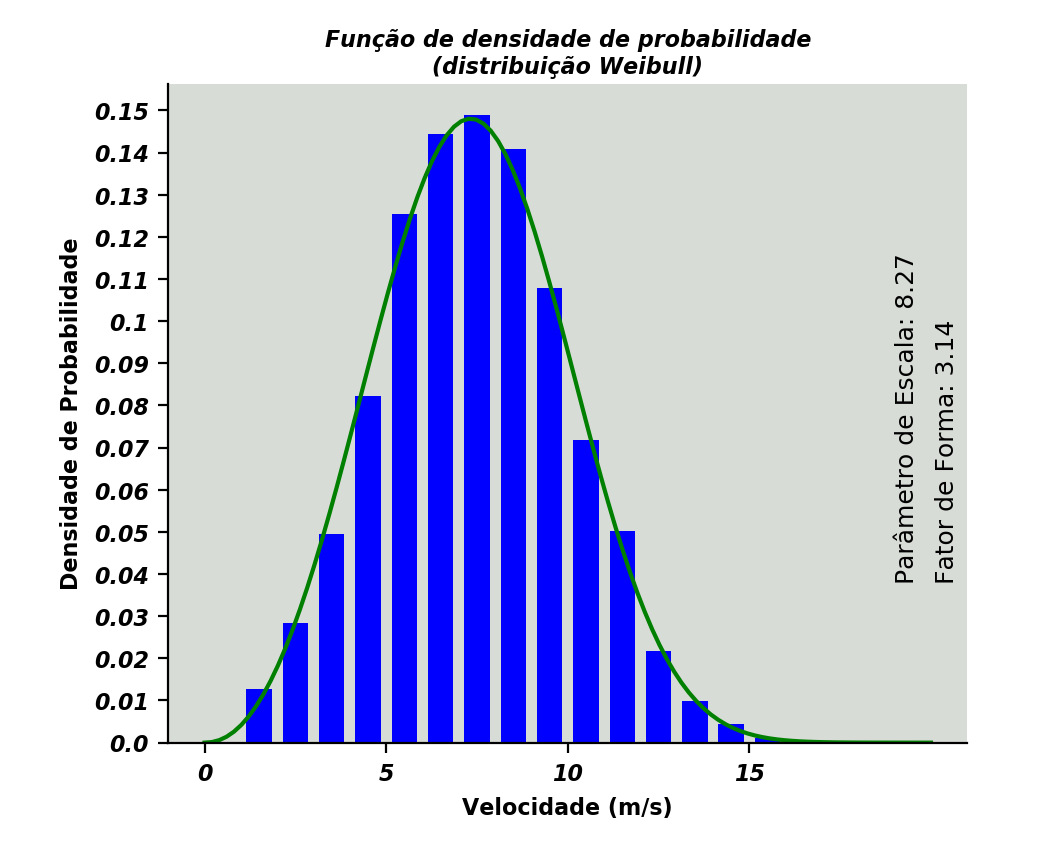 Função de densidade de probabilidade
(distribuição Weibull)
Densidade de Probabilidade
0.15
0.14
0.13
0.12
0.11
0.1
0.09
0.08
0.07
0.06
0.05
0.04
0.03
0.02
0.01
0.0
Parâmetro de Escala: 8.27
Fator de Forma: 3.14
0 5 10 15
Velocidade (m/s)